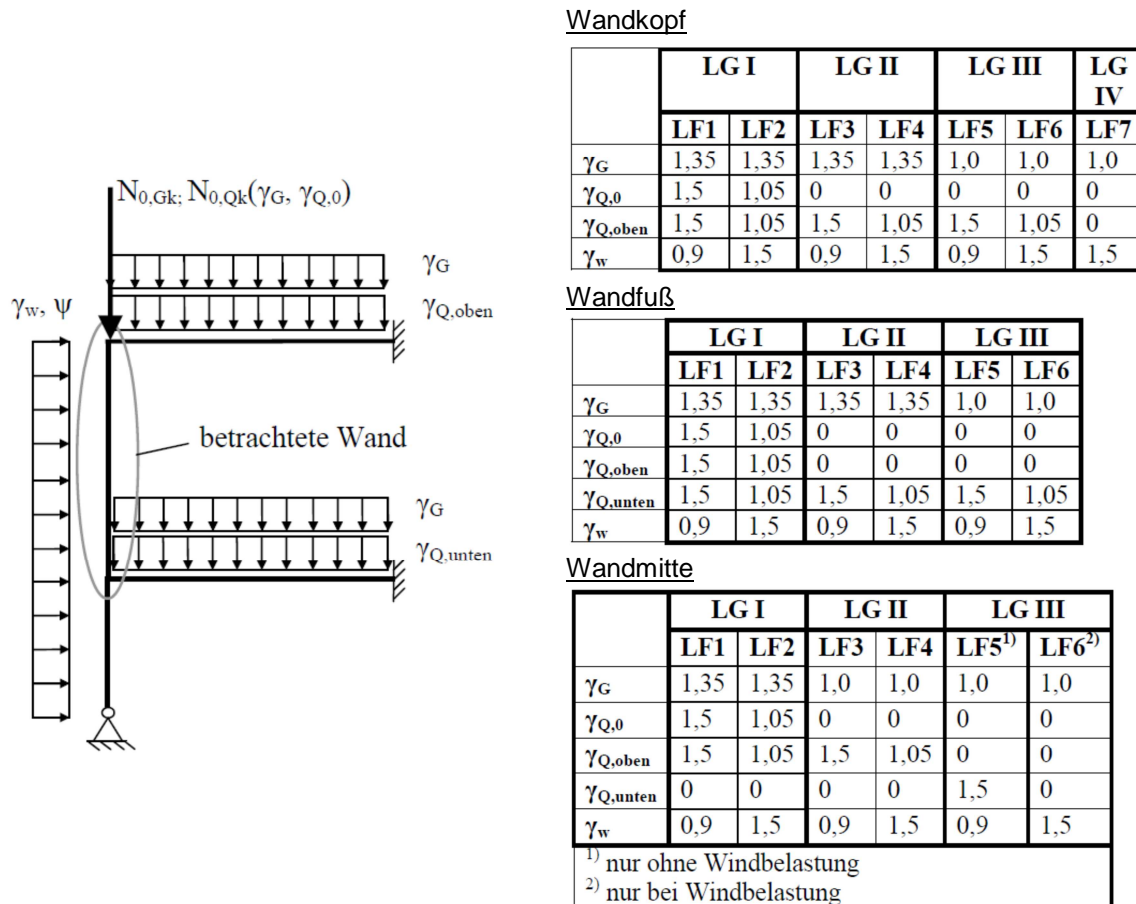 N0,Gk; N0,Qk(γG, γQ,0)
γG
γQ,oben
γw, ψ
betrachtete Wand
γG
γQ,unten
Wandkopf
LG I LG II LG III LG IV
LF1 LF2 LF3 LF4 LF5 LF6 LF7
γG 1,35 1,35 1,35 1,35 1,0 1,0 1,0
γQ,0 1,5 1,05 0 0 0 0 0
γQ,oben 1,5 1,05 1,5 1,05 1,5 1,05 0
γw 0,9 1,5 0,9 1,5 0,9 1,5 1,5
Wandfuß
LG I LG II LG III
LF1 LF2 LF3 LF4 LF5 LF6
γG 1,35 1,35 1,35 1,35 1,0 1,0
γQ,0 1,5 1,05 0 0 0 0
γQ,oben 1,5 1,05 0 0 0 0
γQ,unten 1,5 1,05 1,5 1,05 1,5 1,05
γw 0,9 1,5 0,9 1,5 0,9 1,5
Wandmitte
LG I LG II LG III
LF1 LF2 LF3 LF4 LF5¹⁾ LF6²⁾
γG 1,35 1,35 1,0 1,0 1,0 1,0
γQ,0 1,5 1,05 0 0 0 0
γQ,oben 1,5 1,05 1,5 1,05 0 0
γQ,unten 0 0 0 0 1,5 0
γw 0,9 1,5 0,9 1,5 0,9 1,5
¹⁾ nur ohne Windbelastung
²⁾ nur bei Windbelastung